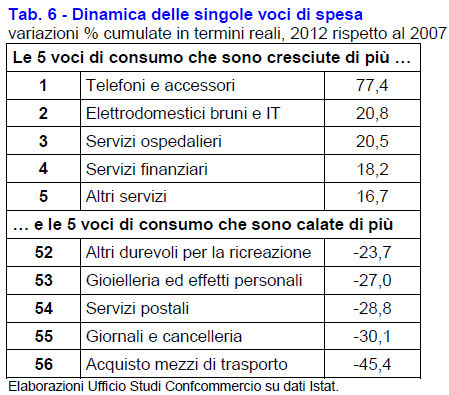 Tab. 6 - Dinamica delle singole voci di spesa
variazioni % cumulate in termini reali, 2012 rispetto al 2007
Le 5 voci di consumo che sono cresciute di più ...
1 Telefoni e accessori 77,4
2 Elettrodomestici bruni e IT 20,8
3 Servizi ospedalieri 20,5
4 Servizi finanziari 18,2
5 Altri servizi 16,7
... e le 5 voci di consumo che sono calate di più
52 Altri durevoli per la ricreazione -23,7
53 Gioielleria ed effetti personali -27,0
54 Servizi postali -28,8
55 Giornali e cancelleria -30,1
56 Acquisto mezzi di trasporto -45,4
Elaborazioni Ufficio Studi Confcommercio su dati Istat.